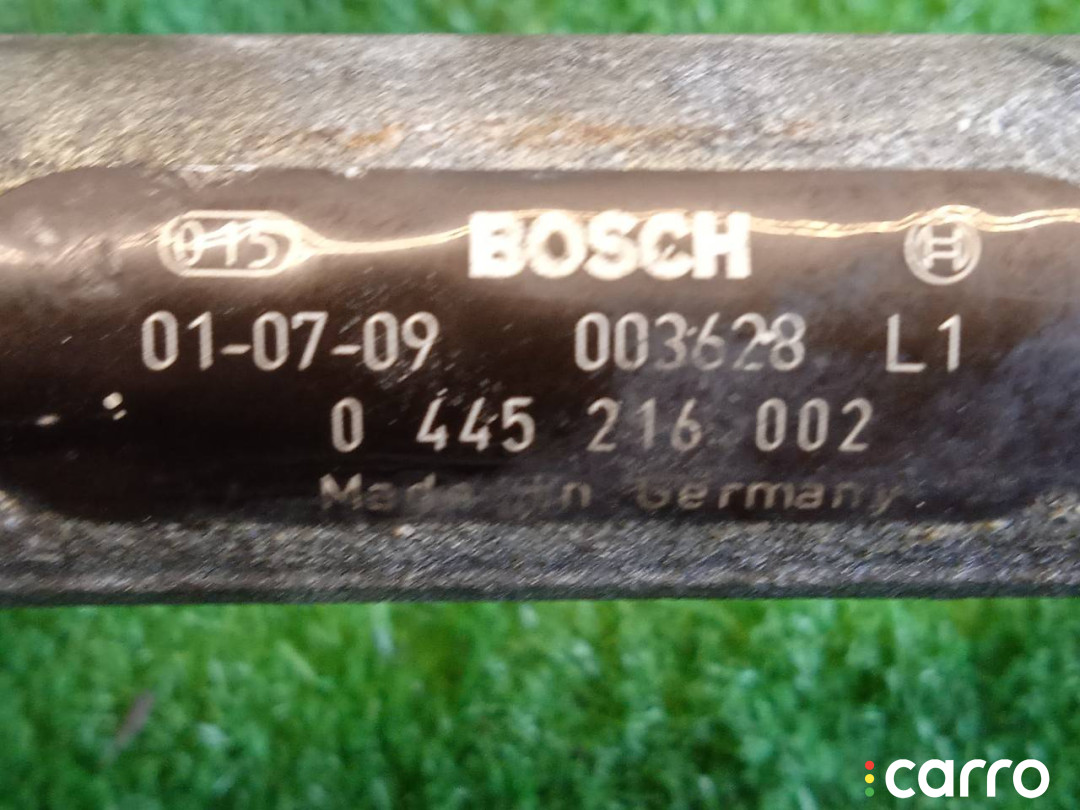 015 BOSCH
01-07-09 003628 L1
0 445 216 002
Made in Germany
carro